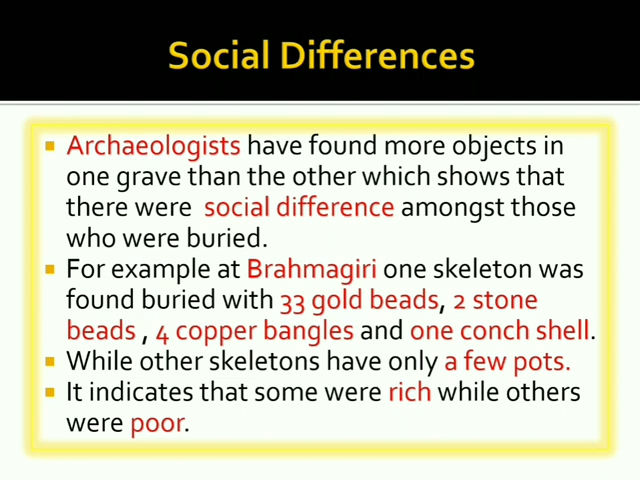 Social Differences
Archaeologists have found more objects in
one grave than the other which shows that
there were social difference amongst those
who were buried.
For example at Brahmagiri one skeleton was
found buried with 33 gold beads, 2 stone
beads , 4 copper bangles and one conch shell.
While other skeletons have only a few pots.
It indicates that some were rich while others
were poor.